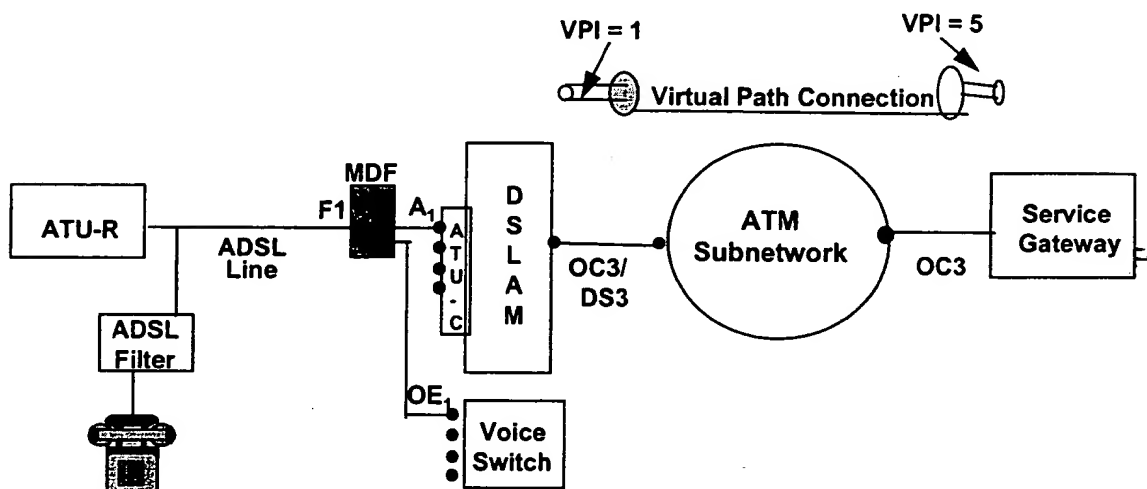 VPI = 1
VPI = 5
Virtual Path Connection
MDF
ATU-R
F1
A1
ADSL
Line
ATU-C
DSLAM
OC3/
DS3
ATM
Subnetwork
OC3
Service
Gateway
ADSL
Filter
OE1
Voice
Switch